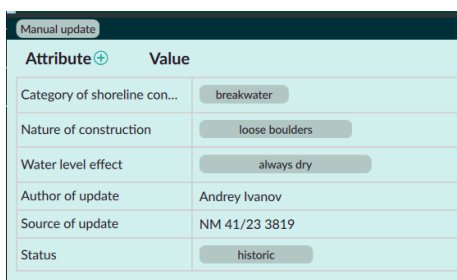 Manual update
Attribute Value
Category of shoreline con... breakwater
Nature of construction loose boulders
Water level effect always dry
Author of update Andrey Ivanov
Source of update NM 41/23 3819
Status historic